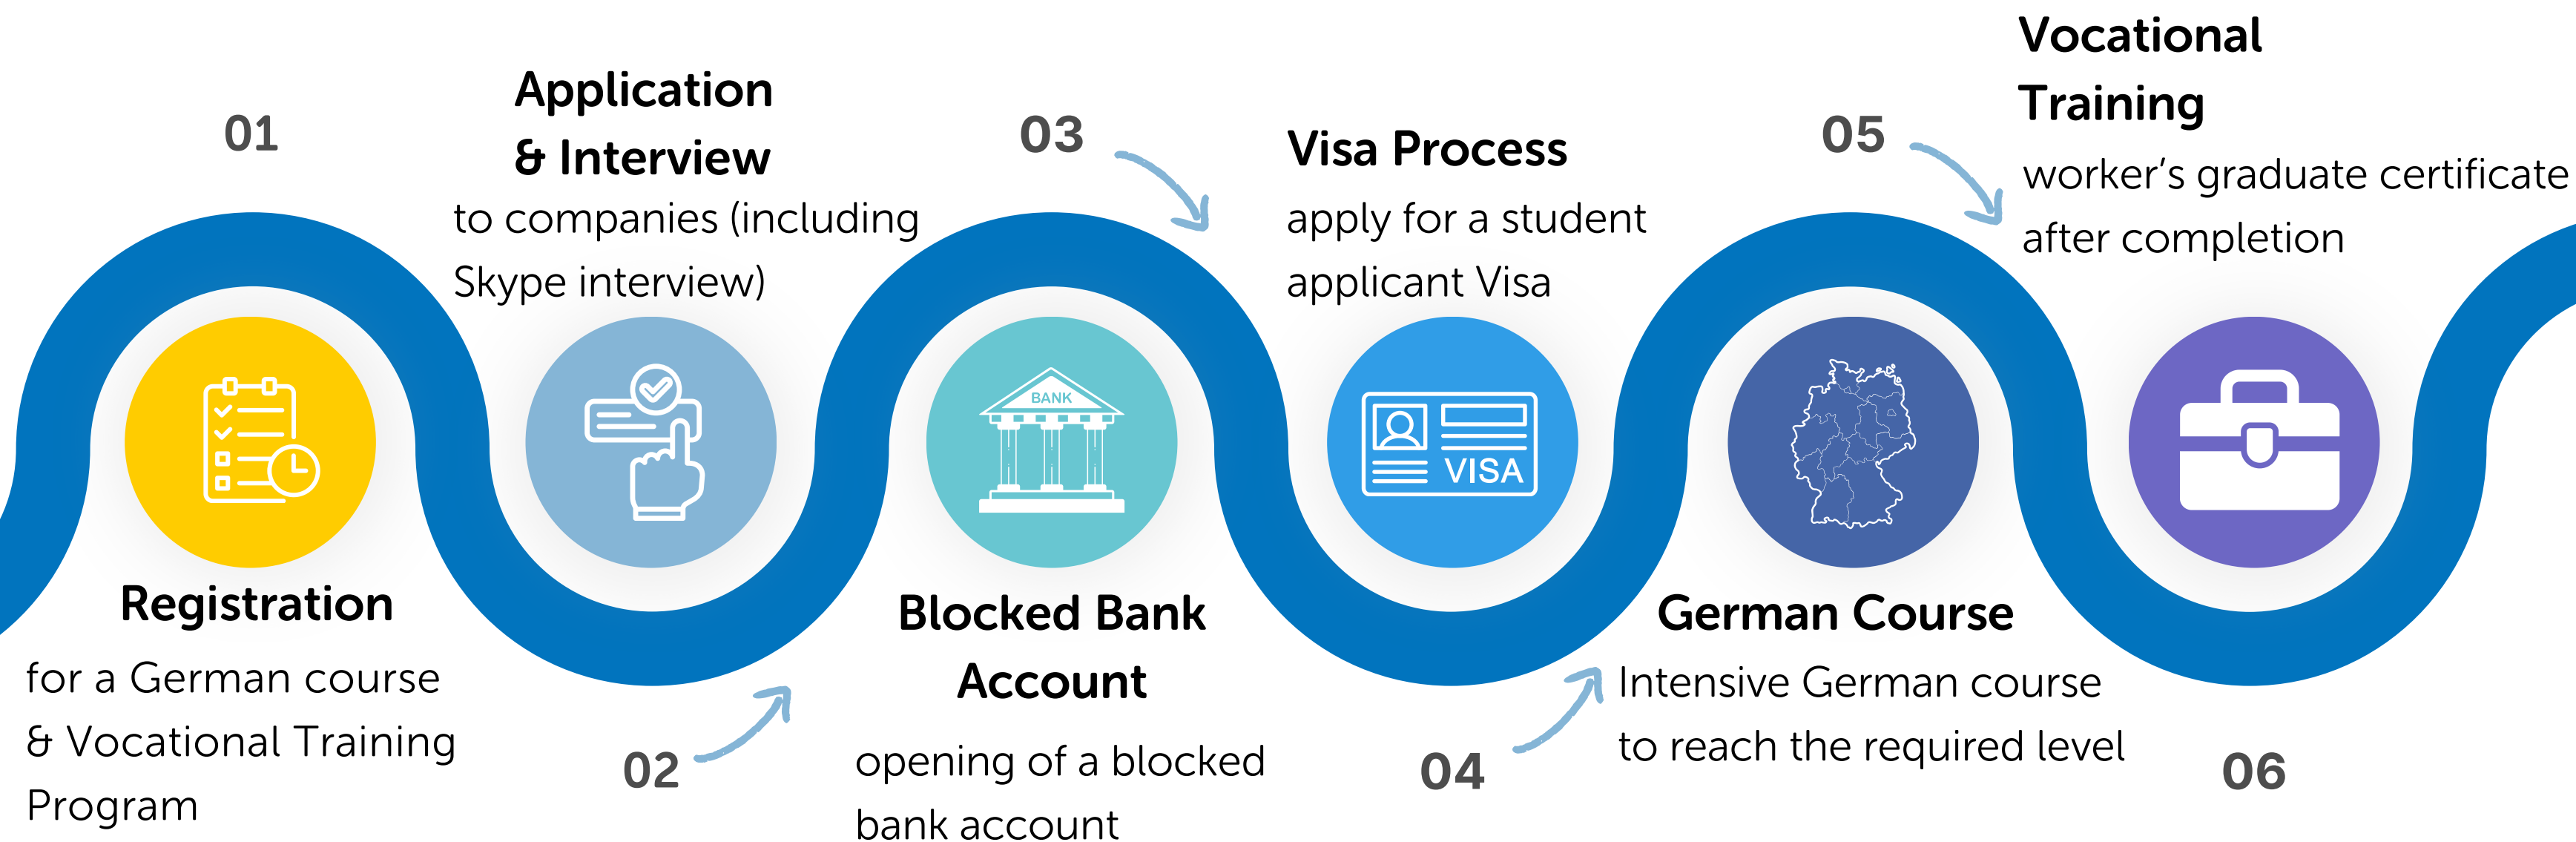 01
Registration
for a German course
& Vocational Training
Program
Application
& Interview
to companies (including
Skype interview)
02
03
BANK
Blocked Bank
Account
opening of a blocked
bank account
Visa Process
apply for a student
applicant Visa
VISA
04
05
German Course
Intensive German course
to reach the required level
Vocational
Training
worker's graduate certificate
after completion
06